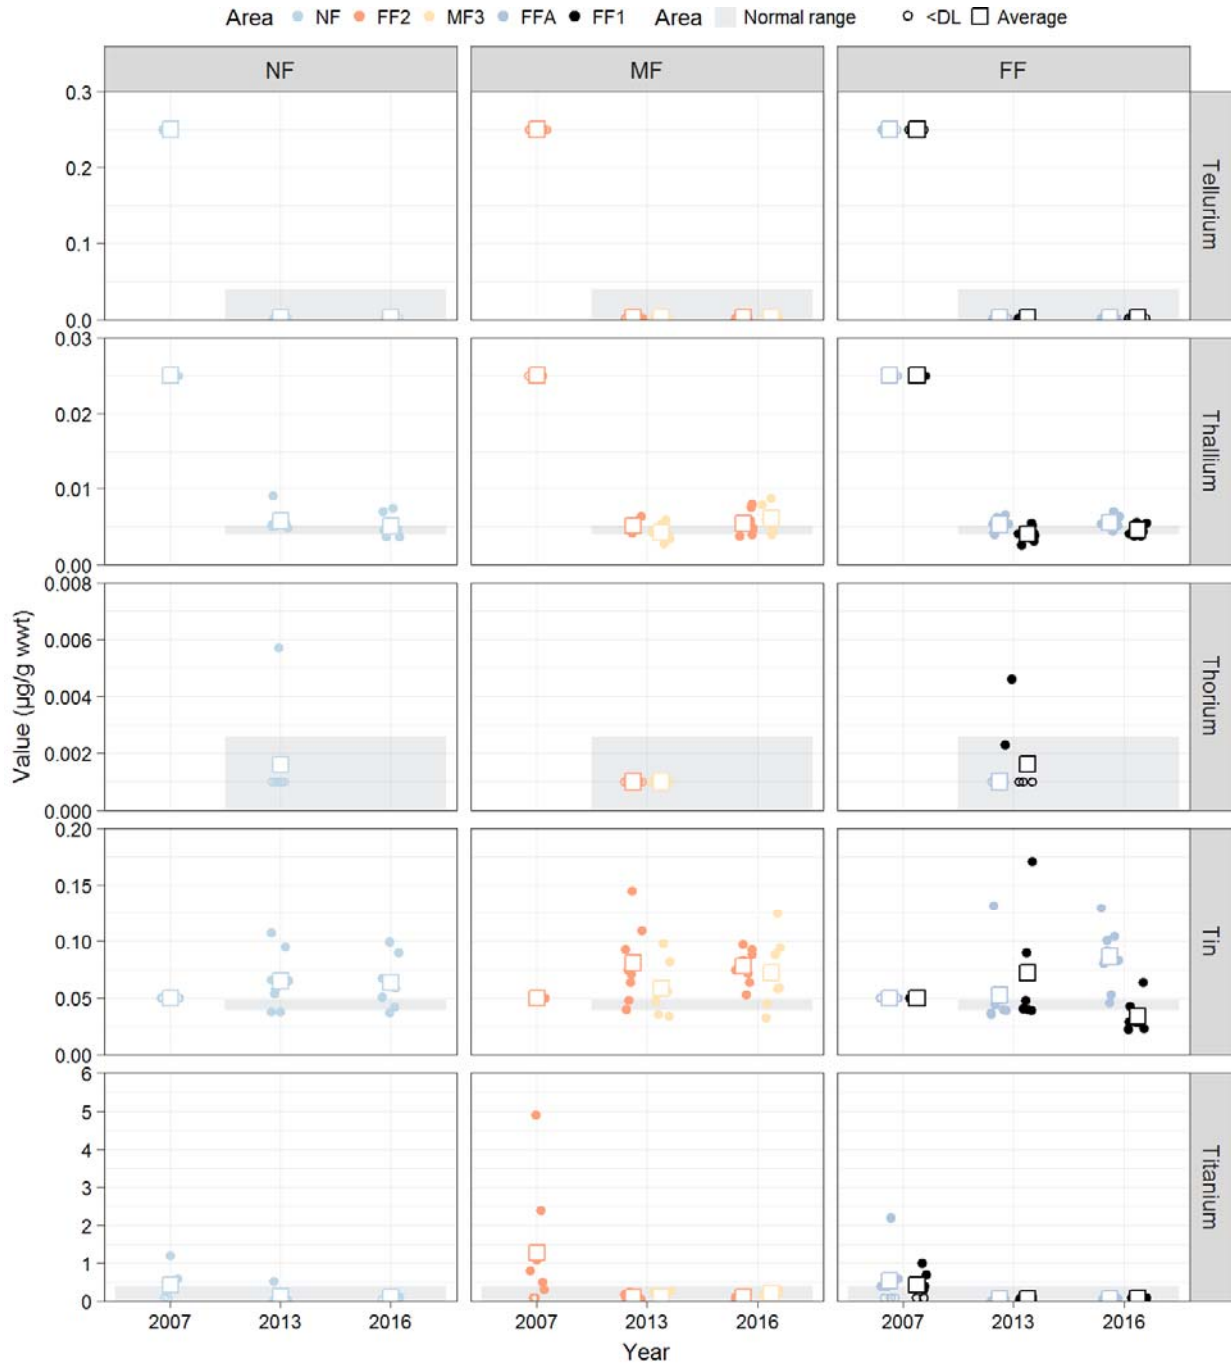 Area NF FF2 MF3 FFA FF1 Area Normal range <DL Average
NF MF FF
0.3
0.2
0.1
0.0
Tellurium
0.03
0.02
0.01
0.00
Thallium
0.008
0.006
0.004
0.002
0.000
Thorium
Value (µg/g wwt)
0.20
0.15
0.10
0.05
0.00
Tin
6
5
4
3
2
1
0
Titanium
2007 2013 2016 2007 2013 2016 2007 2013 2016
Year